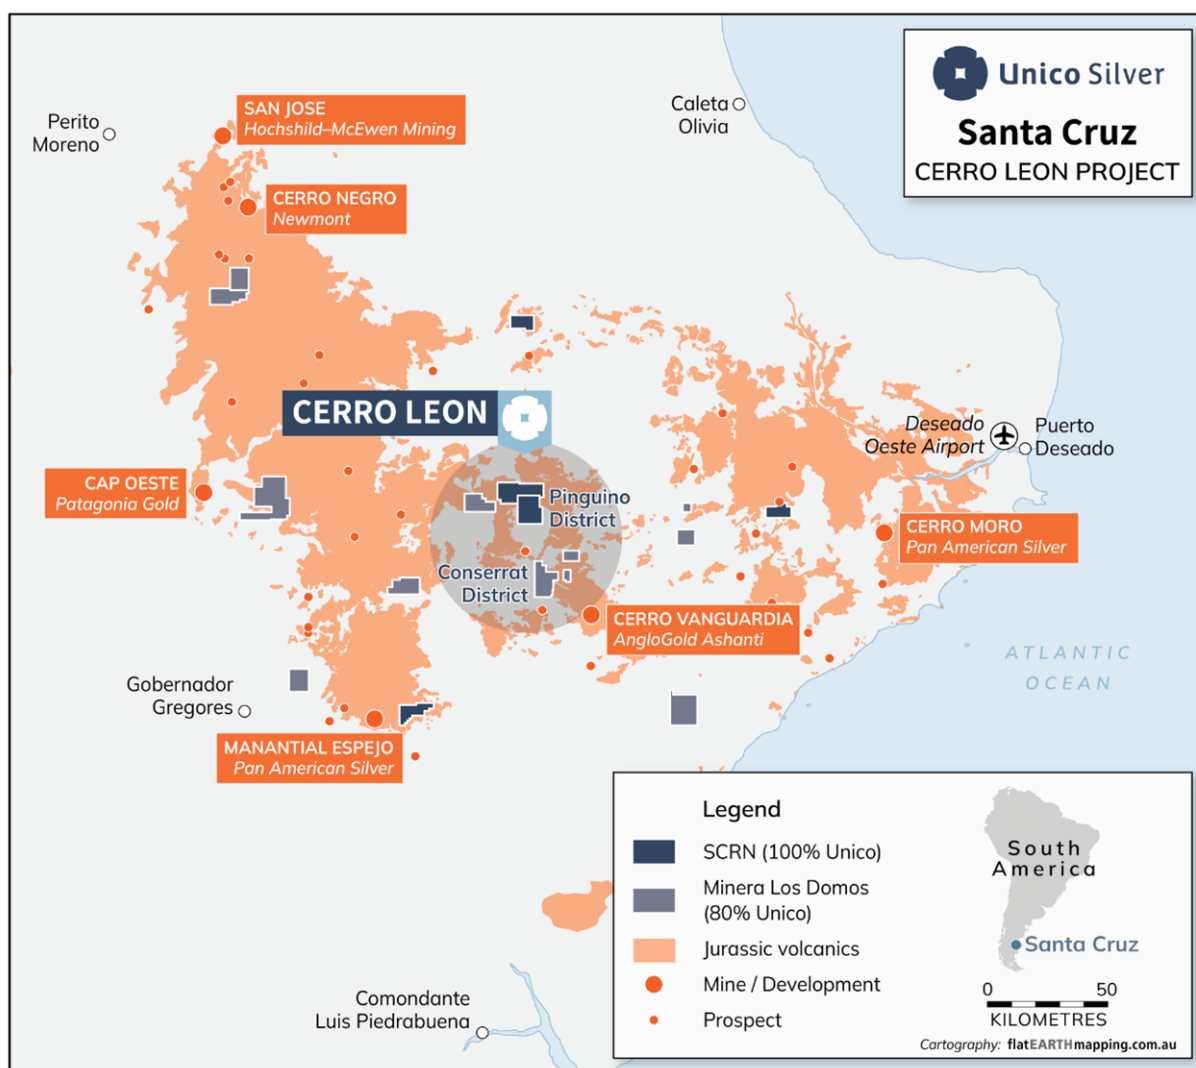 Unico Silver
Santa Cruz
CERRO LEON PROJECT
Perito
Moreno
SAN JOSE
Hochshild–McEwen Mining
Caleta
Olivia
CERRO NEGRO
Newmont
CERRO LEON
Deseado
Oeste Airport
Puerto
Deseado
CAP OESTE
Patagonia Gold
Pinguino
District
CERRO MORO
Pan American Silver
Conserrat
District
CERRO VANGUARDIA
AngloGold Ashanti
ATLANTIC
OCEAN
Gobernador
Gregores
MANANTIAL ESPEJO
Pan American Silver
Legend
SCRN (100% Unico)
Minera Los Domos
(80% Unico)
Jurassic volcanics
Mine / Development
Prospect
South
America
Santa Cruz
0 50
KILOMETRES
Cartography: flatEARTHmapping.com.au
Comondante
Luis Piedrabuena